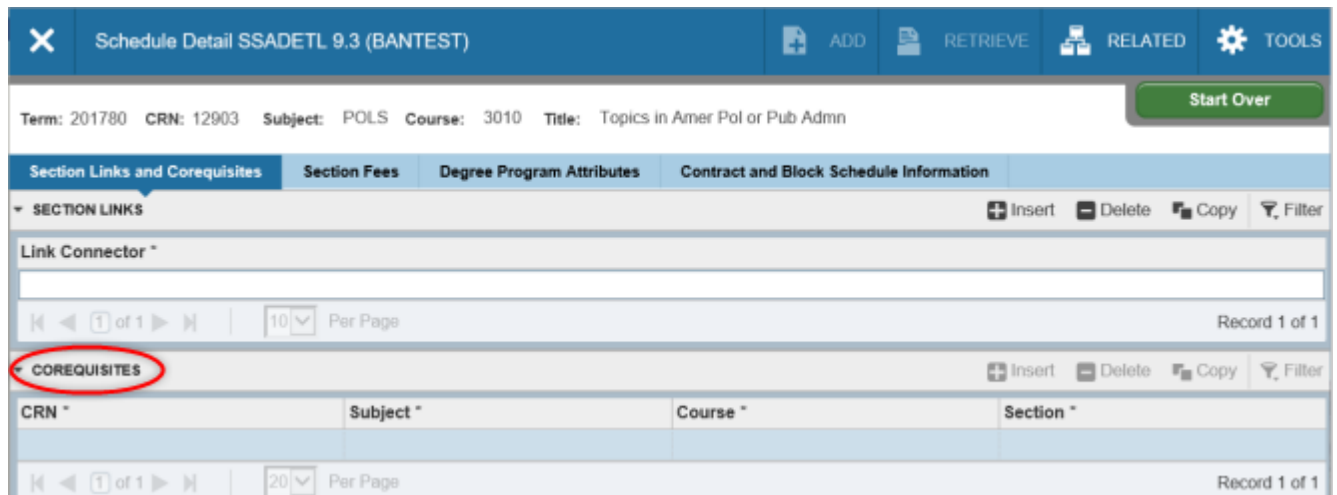 Schedule Detail SSADETL 9.3 (BANTEST) ADD RETRIEVE RELATED TOOLS
Start Over
Term: 201780 CRN: 12903 Subject: POLS Course: 3010 Title: Topics in Amer Pol or Pub Admn
Section Links and Corequisites Section Fees Degree Program Attributes Contract and Block Schedule Information
SECTION LINKS Insert Delete Copy Filter
Link Connector *
1 of 1 10 Per Page Record 1 of 1
COREQUISITES Insert Delete Copy Filter
CRN * Subject * Course * Section *
1 of 1 20 Per Page Record 1 of 1